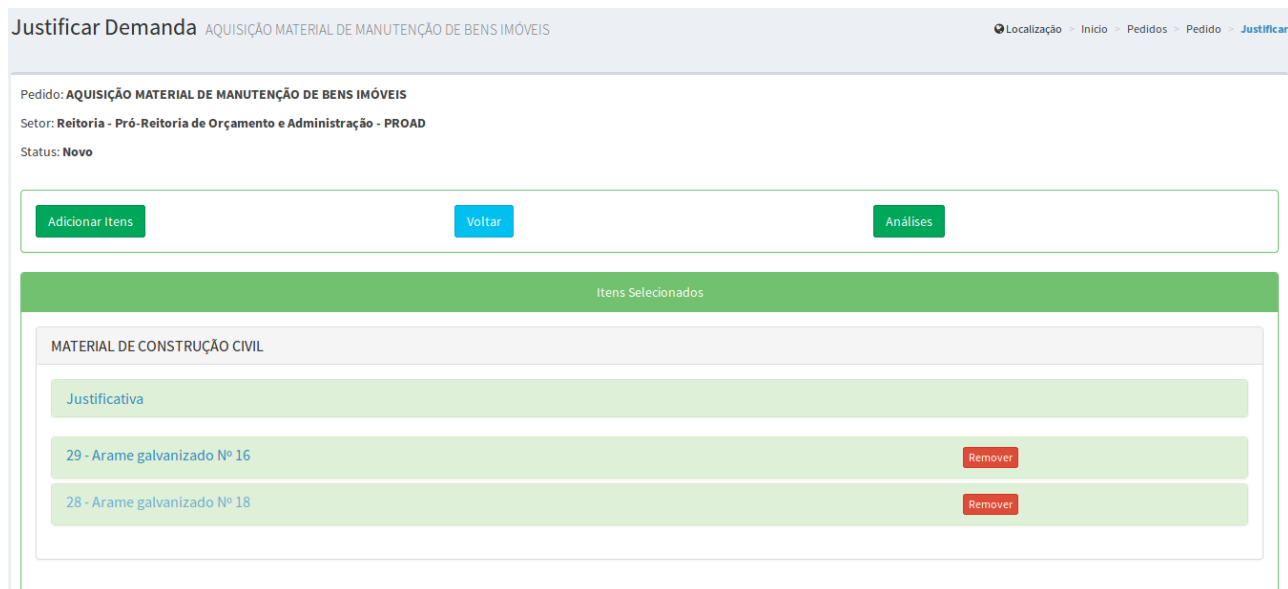 Justificar Demanda AQUISIÇÃO MATERIAL DE MANUTENÇÃO DE BENS IMÓVEIS
Localização > Inicio > Pedidos > Pedido > Justificar
Pedido: AQUISIÇÃO MATERIAL DE MANUTENÇÃO DE BENS IMÓVEIS
Setor: Reitoria - Pró-Reitoria de Orçamento e Administração - PROAD
Status: Novo
Adicionar Itens
Voltar
Análises
Itens Selecionados
MATERIAL DE CONSTRUÇÃO CIVIL
Justificativa
29 - Arame galvanizado Nº 16
Remover
28 - Arame galvanizado Nº 18
Remover